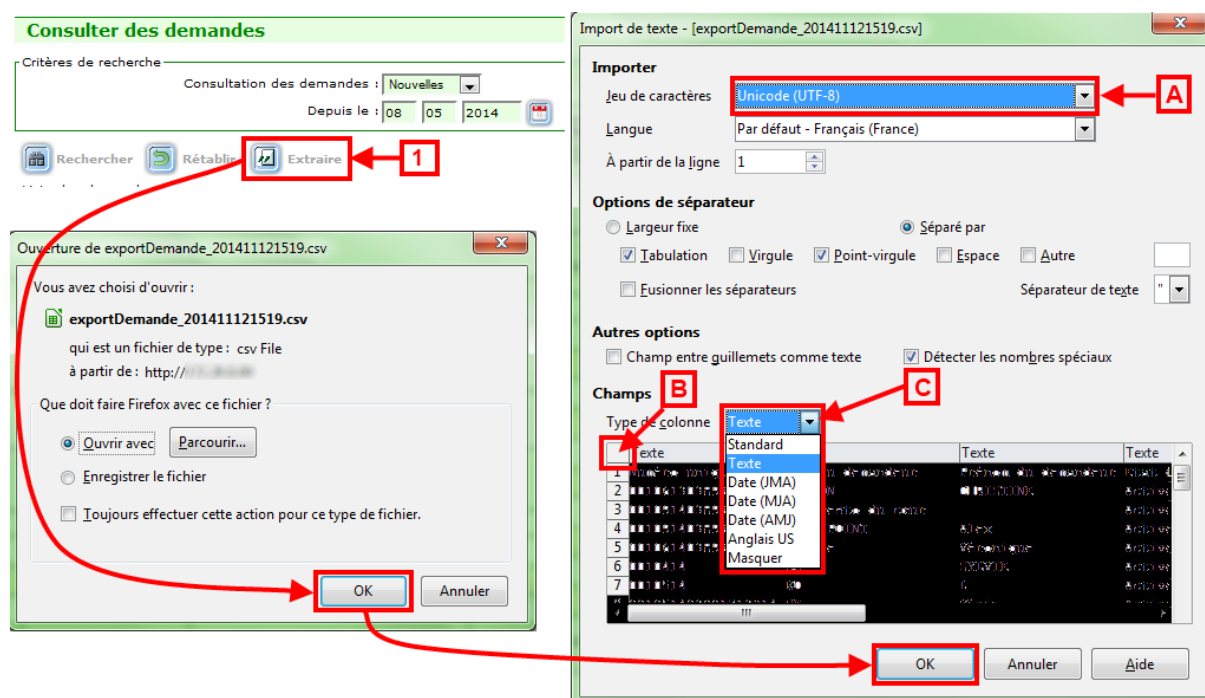 Consulter des demandes
Critères de recherche
Consultation des demandes : Nouvelles
Depuis le : 08 05 2014
Rechercher Rétablir Extraire
1
Ouverture de exportDemande_201411121519.csv
Vous avez choisi d'ouvrir :
exportDemande_201411121519.csv
qui est un fichier de type : csv File
à partir de : http://
Que doit faire Firefox avec ce fichier ?
Ouvrir avec Parcourir...
Enregistrer le fichier
Toujours effectuer cette action pour ce type de fichier.
OK Annuler
Import de texte - [exportDemande_201411121519.csv]
Importer
Jeu de caractères Unicode (UTF-8)
A
Langue Par défaut - Français (France)
À partir de la ligne 1
Options de séparateur
Largeur fixe Séparé par
Tabulation Virgule Point-virgule Espace Autre
Fusionner les séparateurs Séparateur de texte "
Autres options
Champ entre guillemets comme texte Détecter les nombres spéciaux
Champs
B
C
Type de colonne Texte
Standard
Texte
Date (JMA)
Date (MJA)
Date (AMJ)
Anglais US
Masquer
Texte Texte Texte
1
2
3
4
5
6
7
OK Annuler Aide